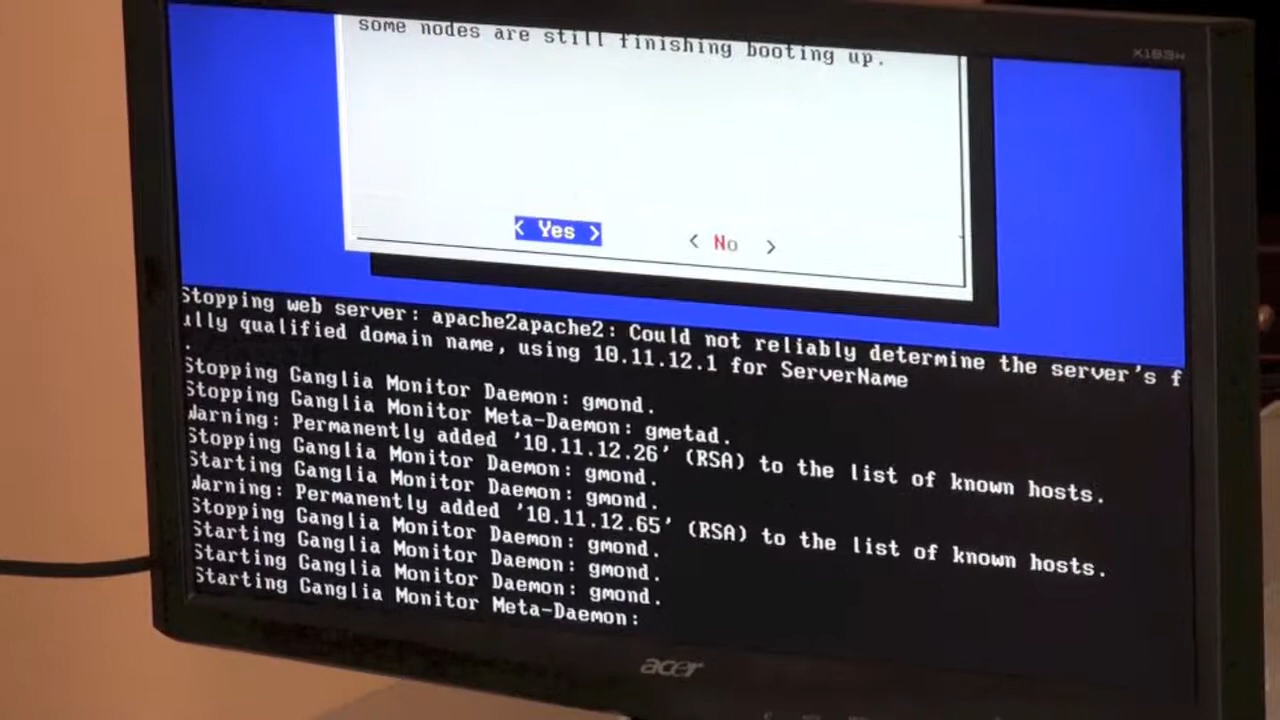 X183H
some nodes are still finishing booting up.
< Yes >
< No >
Stopping web server: apache2apache2: Could not reliably determine the server's f
ully qualified domain name, using 10.11.12.1 for ServerName
.
Stopping Ganglia Monitor Daemon: gmond.
Stopping Ganglia Monitor Meta-Daemon: gmetad.
Warning: Permanently added '10.11.12.26' (RSA) to the list of known hosts.
Stopping Ganglia Monitor Daemon: gmond.
Starting Ganglia Monitor Daemon: gmond.
Warning: Permanently added '10.11.12.65' (RSA) to the list of known hosts.
Stopping Ganglia Monitor Daemon: gmond.
Starting Ganglia Monitor Daemon: gmond.
Starting Ganglia Monitor Daemon: gmond.
Starting Ganglia Monitor Meta-Daemon:
acer